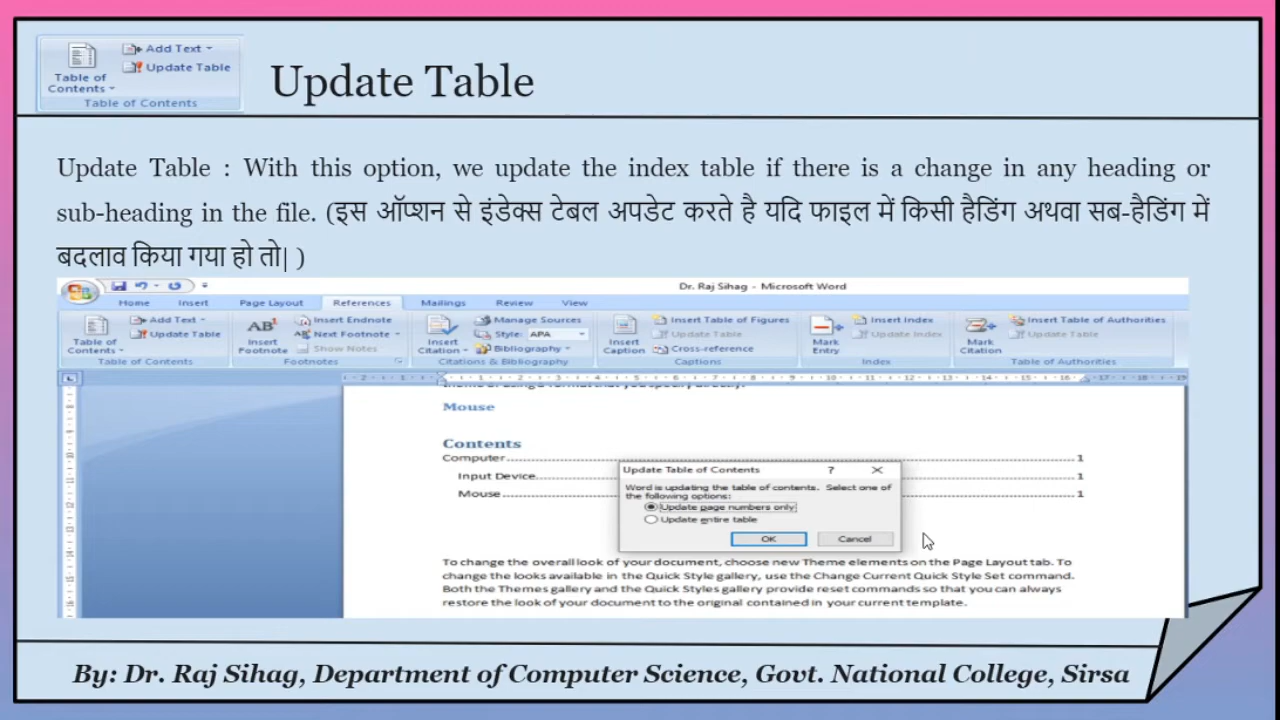 Table of Contents
Add Text
Update Table
Table of Contents
Update Table
Update Table : With this option, we update the index table if there is a change in any heading or
sub-heading in the file. (इस ऑप्शन से इंडेक्स टेबल अपडेट करते है यदि फाइल में किसी हैडिंग अथवा सब-हैडिंग में
बदलाव किया गया हो तो| )
Dr. Raj Sihag - Microsoft Word
Home Insert Page Layout References Mailings Review View
Table of Contents
Add Text
Update Table
Table of Contents
AB¹
Insert Footnote
Insert Endnote
Next Footnote
Show Notes
Footnotes
Insert Citation
Manage Sources
Style: APA
Bibliography
Citations & Bibliography
Insert Caption
Insert Table of Figures
Update Table
Cross-reference
Captions
Mark Entry
Insert Index
Update Index
Index
Mark Citation
Insert Table of Authorities
Update Table
Table of Authorities
Mouse
Contents
Computer 1
Input Device 1
Mouse 1
Update Table of Contents ? X
Word is updating the table of contents. Select one of
the following options:
Update page numbers only
Update entire table
OK Cancel
To change the overall look of your document, choose new Theme elements on the Page Layout tab. To
change the looks available in the Quick Style gallery, use the Change Current Quick Style Set command.
Both the Themes gallery and the Quick Styles gallery provide reset commands so that you can always
restore the look of your document to the original contained in your current template.
By: Dr. Raj Sihag, Department of Computer Science, Govt. National College, Sirsa